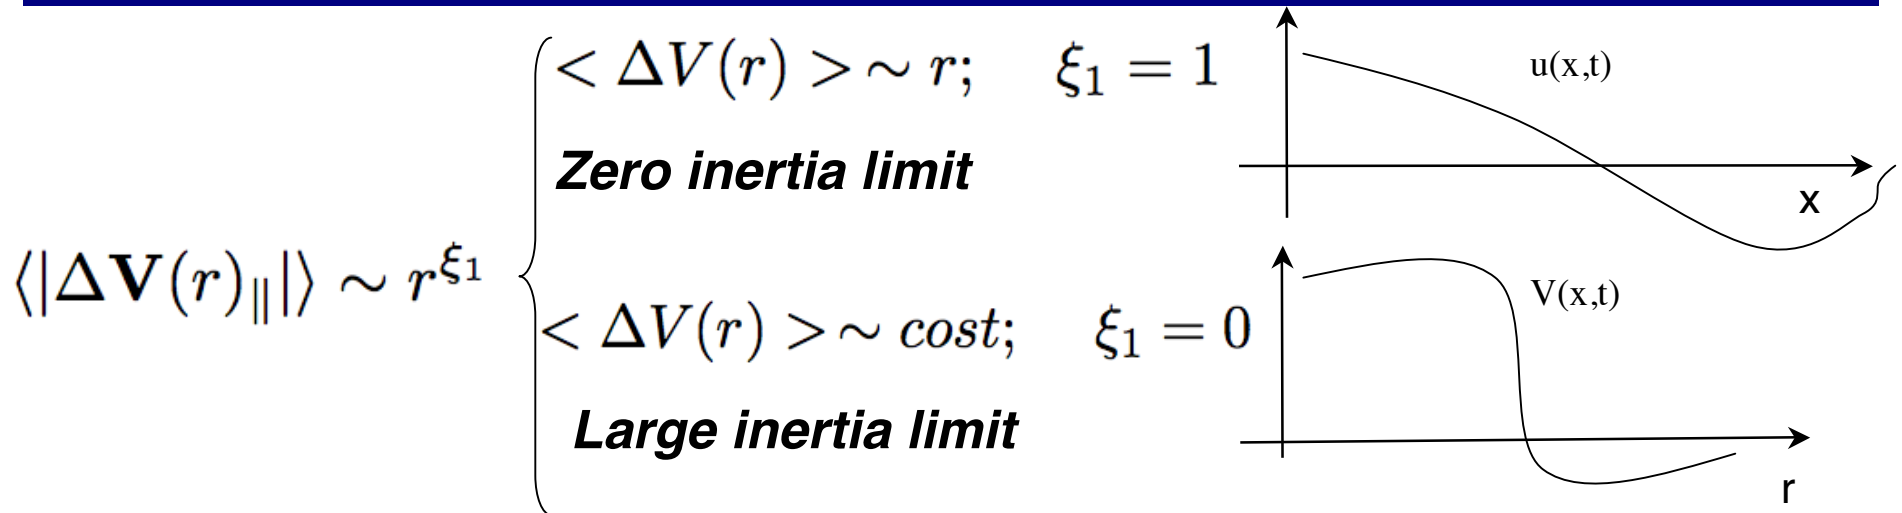 < ΔV(r) > ∼ r;    ξ₁ = 1
Zero inertia limit
⟨|Δ𝐕(r)∥|⟩ ∼ r^ξ₁
< ΔV(r) > ∼ cost;    ξ₁ = 0
Large inertia limit
u(x,t)
x
V(x,t)
r